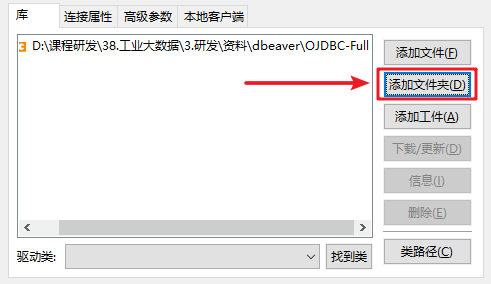 库 连接属性 高级参数 本地客户端
D:\课程研发\38.工业大数据\3.研发\资料\dbeaver\OJDBC-Full
添加文件(F)
添加文件夹(D)
添加工件(A)
下载/更新(D)
信息(I)
删除(E)
类路径(C)
驱动类: 找到类